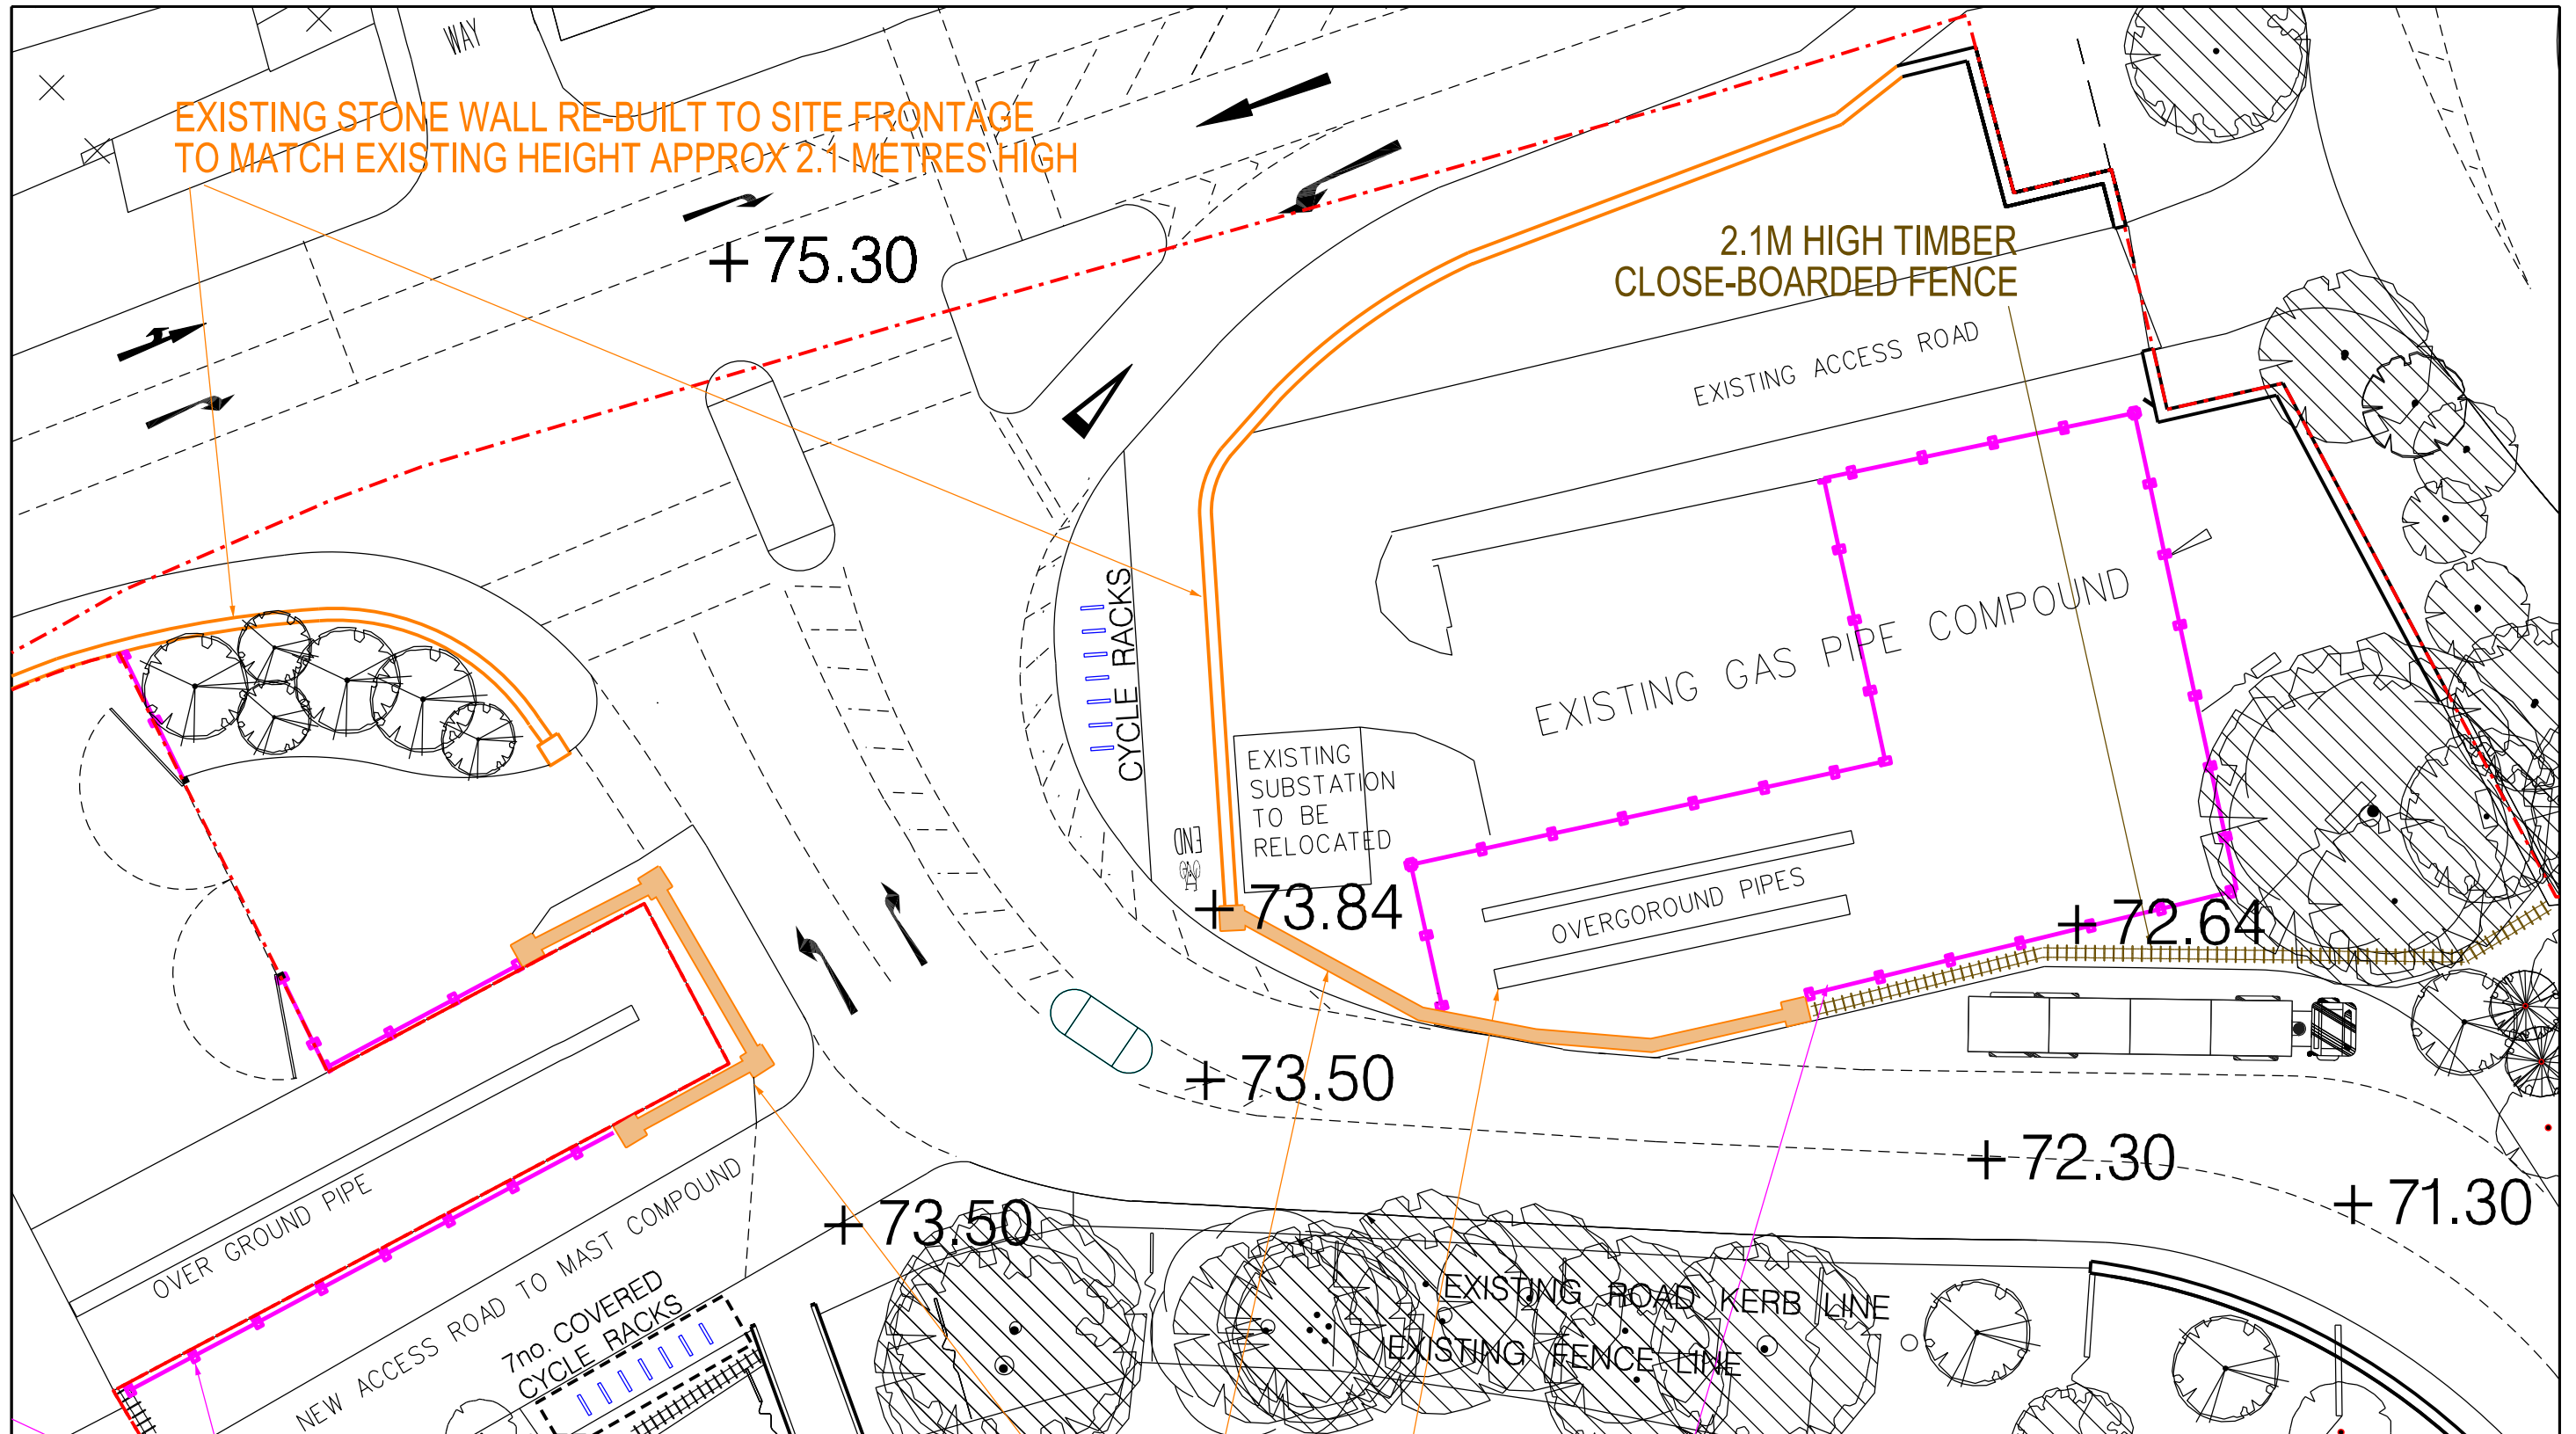 WAY
EXISTING STONE WALL RE-BUILT TO SITE FRONTAGE
TO MATCH EXISTING HEIGHT APPROX 2.1 METRES HIGH
+75.30
2.1M HIGH TIMBER
CLOSE-BOARDED FENCE
EXISTING ACCESS ROAD
CYCLE RACKS
EXISTING GAS PIPE COMPOUND
EXISTING
SUBSTATION
TO BE
RELOCATED
END
+73.84
OVERGOROUND PIPES
+72.64
+73.50
+72.30
+71.30
+73.50
OVER GROUND PIPE
NEW ACCESS ROAD TO MAST COMPOUND
7no. COVERED
CYCLE RACKS
EXISTING ROAD KERB LINE
EXISTING FENCE LINE